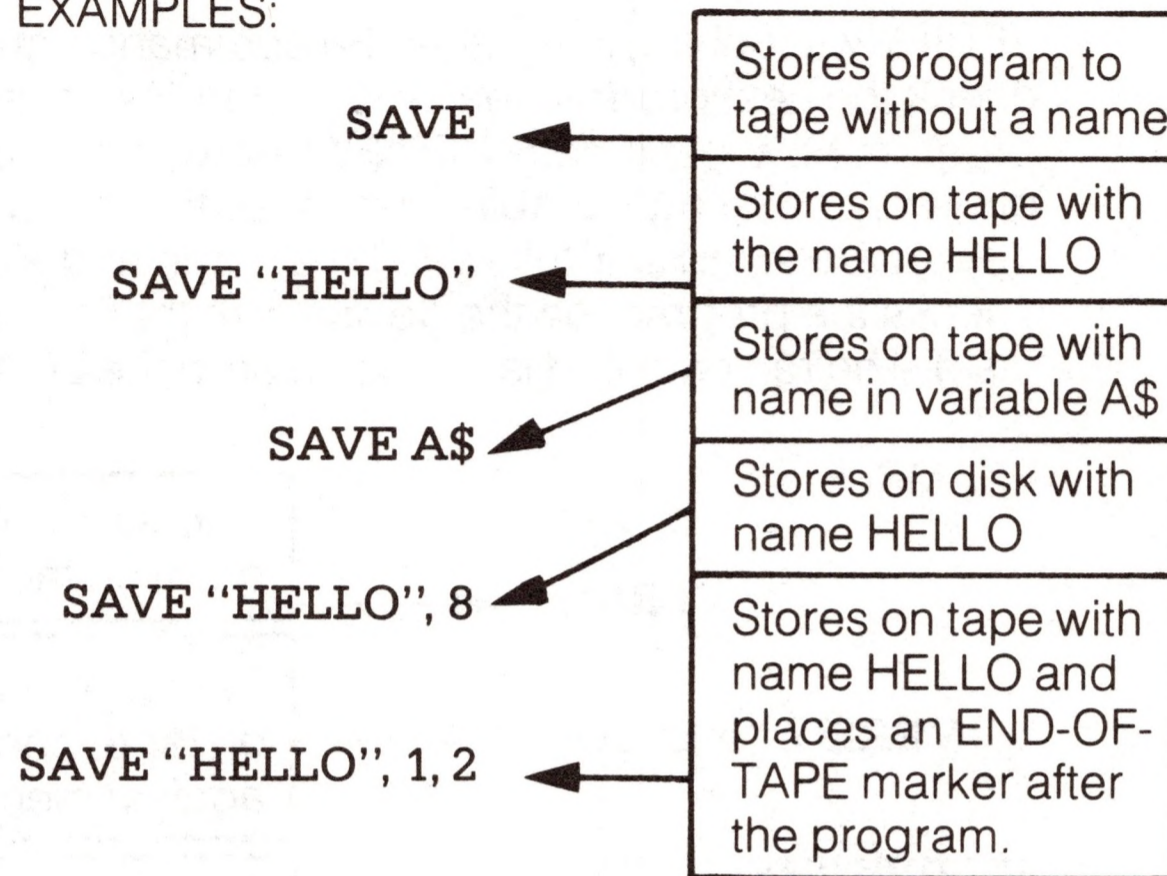 EXAMPLES:
SAVE
Stores program to
tape without a name
SAVE “HELLO”
Stores on tape with
the name HELLO
SAVE A$
Stores on tape with
name in variable A$
SAVE “HELLO”, 8
Stores on disk with
name HELLO
SAVE “HELLO”, 1, 2
Stores on tape with
name HELLO and
places an END-OF-
TAPE marker after
the program.